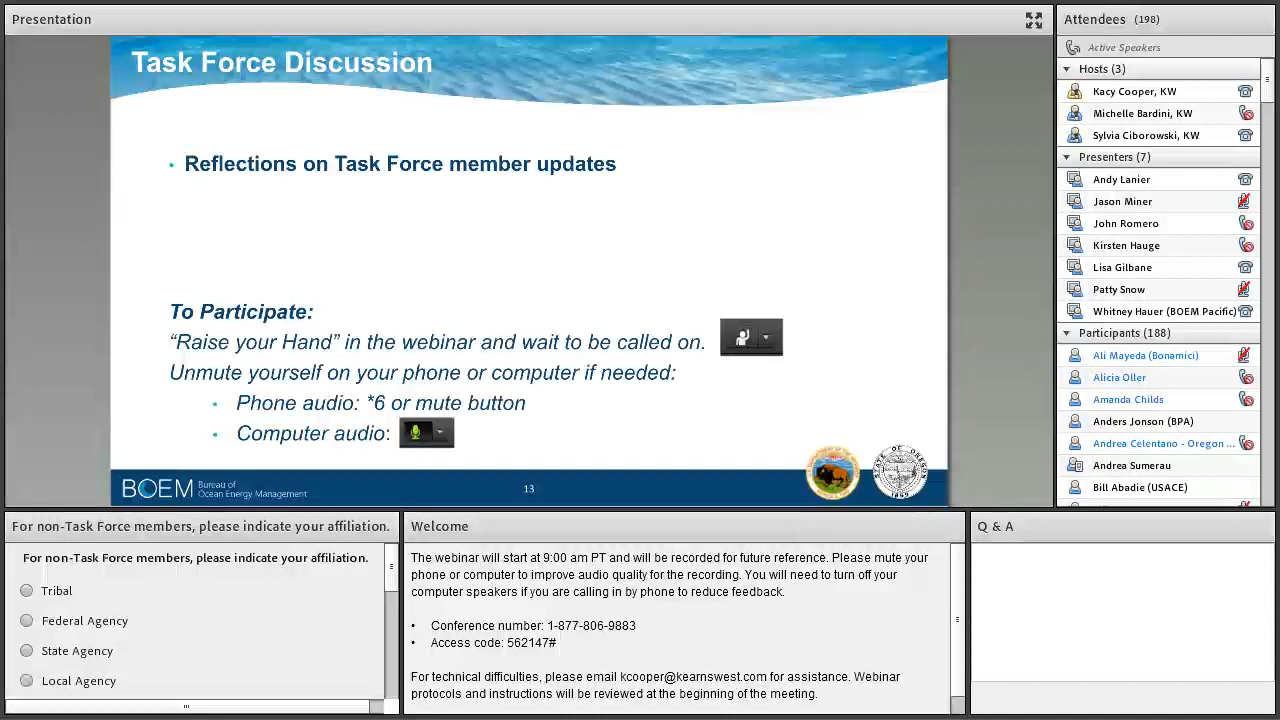 Presentation
Task Force Discussion
• Reflections on Task Force member updates
To Participate:
“Raise your Hand” in the webinar and wait to be called on.
Unmute yourself on your phone or computer if needed:
• Phone audio: *6 or mute button
• Computer audio:
BOEM Bureau of
Ocean Energy Management
13
STATE OF OREGON
1859
Attendees (198)
Active Speakers
Hosts (3)
Kacy Cooper, KW
Michelle Bardini, KW
Sylvia Ciborowski, KW
Presenters (7)
Andy Lanier
Jason Miner
John Romero
Kirsten Hauge
Lisa Gilbane
Patty Snow
Whitney Hauer (BOEM Pacific)
Participants (188)
Ali Mayeda (Bonamici)
Alicia Oller
Amanda Childs
Anders Jonson (BPA)
Andrea Celentano - Oregon ...
Andrea Sumerau
Bill Abadie (USACE)
For non-Task Force members, please indicate your affiliation.
For non-Task Force members, please indicate your affiliation.
Tribal
Federal Agency
State Agency
Local Agency
Welcome
The webinar will start at 9:00 am PT and will be recorded for future reference. Please mute your
phone or computer to improve audio quality for the recording. You will need to turn off your
computer speakers if you are calling in by phone to reduce feedback.
• Conference number: 1-877-806-9883
• Access code: 562147#
For technical difficulties, please email kcooper@kearnswest.com for assistance. Webinar
protocols and instructions will be reviewed at the beginning of the meeting.
Q & A